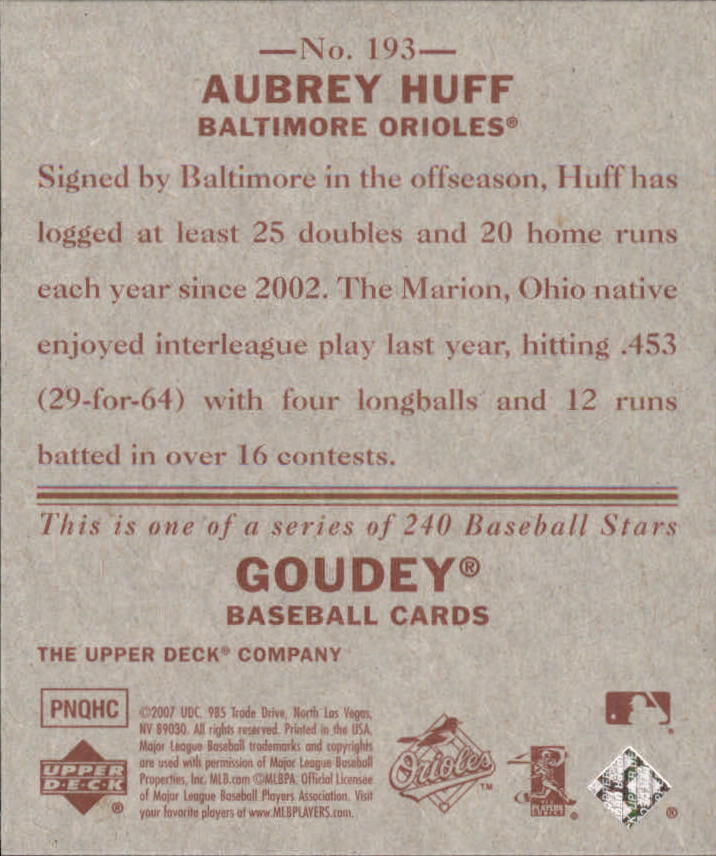 —No. 193—
AUBREY HUFF
BALTIMORE ORIOLES®
Signed by Baltimore in the offseason, Huff has
logged at least 25 doubles and 20 home runs
each year since 2002. The Marion, Ohio native
enjoyed interleague play last year, hitting .453
(29-for-64) with four longballs and 12 runs
batted in over 16 contests.
This is one of a series of 240 Baseball Stars
GOUDEY®
BASEBALL CARDS
THE UPPER DECK® COMPANY
PNQHC
©2007 UDC. 985 Trade Drive, North Las Vegas,
NV 89030. All rights reserved. Printed in the USA.
Major League Baseball trademarks and copyrights
are used with permission of Major League Baseball
Properties, Inc. MLB.com ©MLBPA. Official Licensee
of Major League Baseball Players Association. Visit
your favorite players at www.MLBPLAYERS.com.
UPPER
D·E·C·K
®
Orioles
TM
PLAYERS
®
®
®